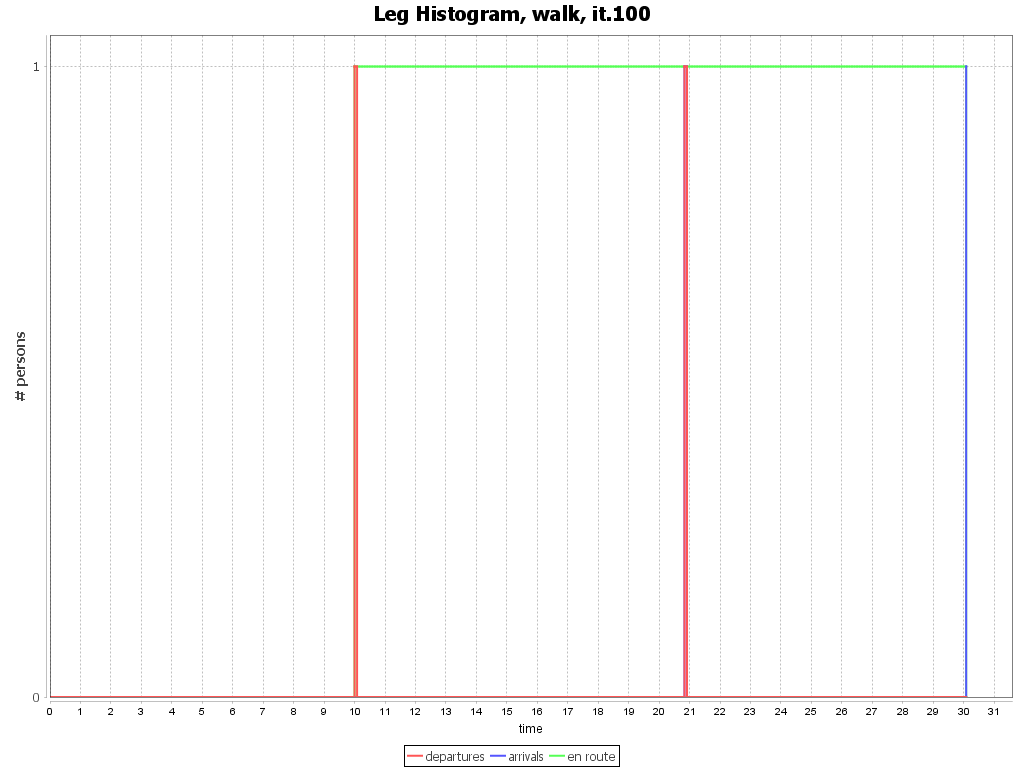 Leg Histogram, walk, it.100
# persons
1
0
0 1 2 3 4 5 6 7 8 9 10 11 12 13 14 15 16 17 18 19 20 21 22 23 24 25 26 27 28 29 30 31
time
departures arrivals en route